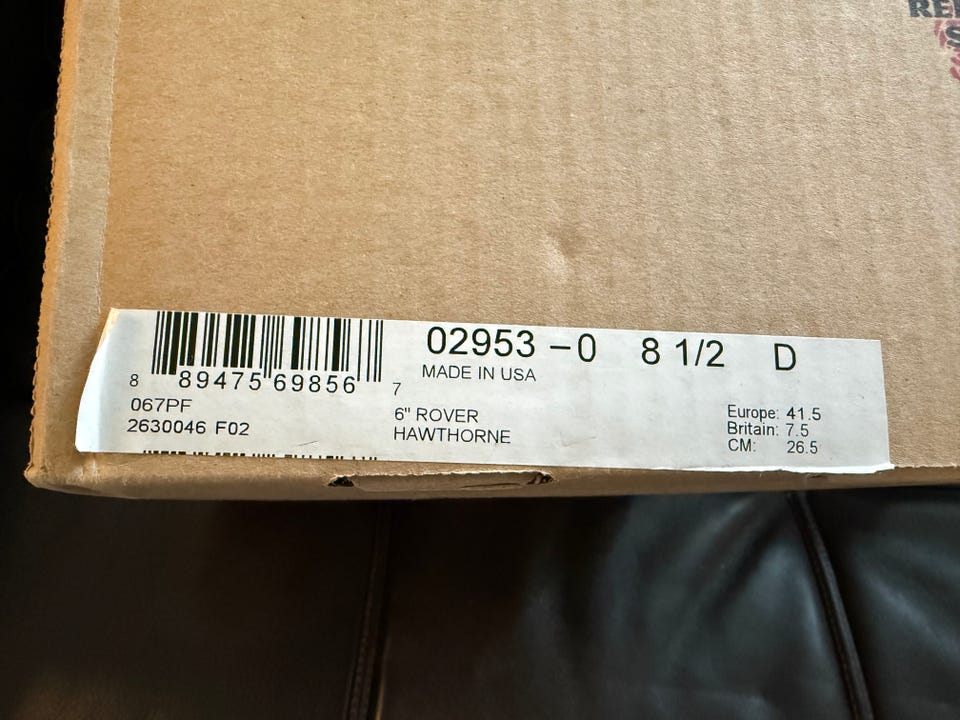 02953 – 0 8 1/2 D
MADE IN USA
8 89475 69856 7
067PF
2630046 F02
6" ROVER
HAWTHORNE
Europe: 41.5
Britain: 7.5
CM: 26.5